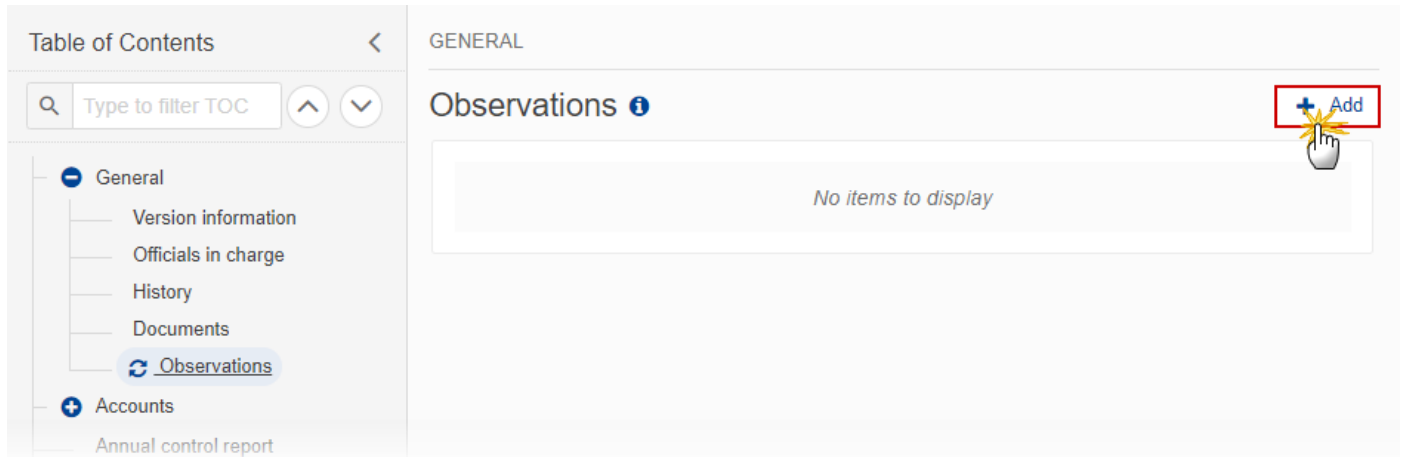 Table of Contents
Type to filter TOC
General
Version information
Officials in charge
History
Documents
Observations
Accounts
Annual control report
GENERAL
Observations
Add
No items to display